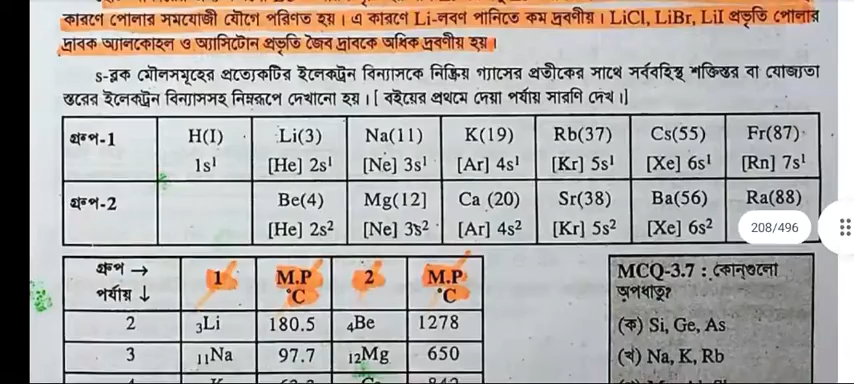 কারণে পোলার সমযোজী যৌগে পরিণত হয়। এ কারণে Li-লবণ পানিতে কম দ্রবণীয়। LiCl, LiBr, LiI প্রভৃতি পোলার
দ্রাবক অ্যালকোহল ও অ্যাসিটোন প্রভৃতি জৈব দ্রাবকে অধিক দ্রবণীয় হয়।
s-ব্লক মৌলসমূহের প্রত্যেকটির ইলেকট্রন বিন্যাসকে নিষ্ক্রিয় গ্যাসের প্রতীকের সাথে সর্ববহিস্থ শক্তিস্তর বা যোজ্যতা
স্তরের ইলেকট্রন বিন্যাসসহ নিম্নরূপে দেখানো হয়। [ বইয়ের প্রথমে দেয়া পর্যায় সারণি দেখ।]
গ্রুপ-1 H(1) Li(3) Na(11) K(19) Rb(37) Cs(55) Fr(87)
1s¹ [He] 2s¹ [Ne] 3s¹ [Ar] 4s¹ [Kr] 5s¹ [Xe] 6s¹ [Rn] 7s¹
গ্রুপ-2 Be(4) Mg(12] Ca (20) Sr(38) Ba(56) Ra(88)
[He] 2s² [Ne] 3s² [Ar] 4s² [Kr] 5s² [Xe] 6s²
208/496
গ্রুপ → 1 M.P 2 M.P
পর্যায় ↓ °C °C
2 ₃Li 180.5 ₄Be 1278
3 ₁₁Na 97.7 ₁₂Mg 650
MCQ-3.7 : কোনগুলো
অপধাতু?
(ক) Si, Ge, As
(খ) Na, K, Rb